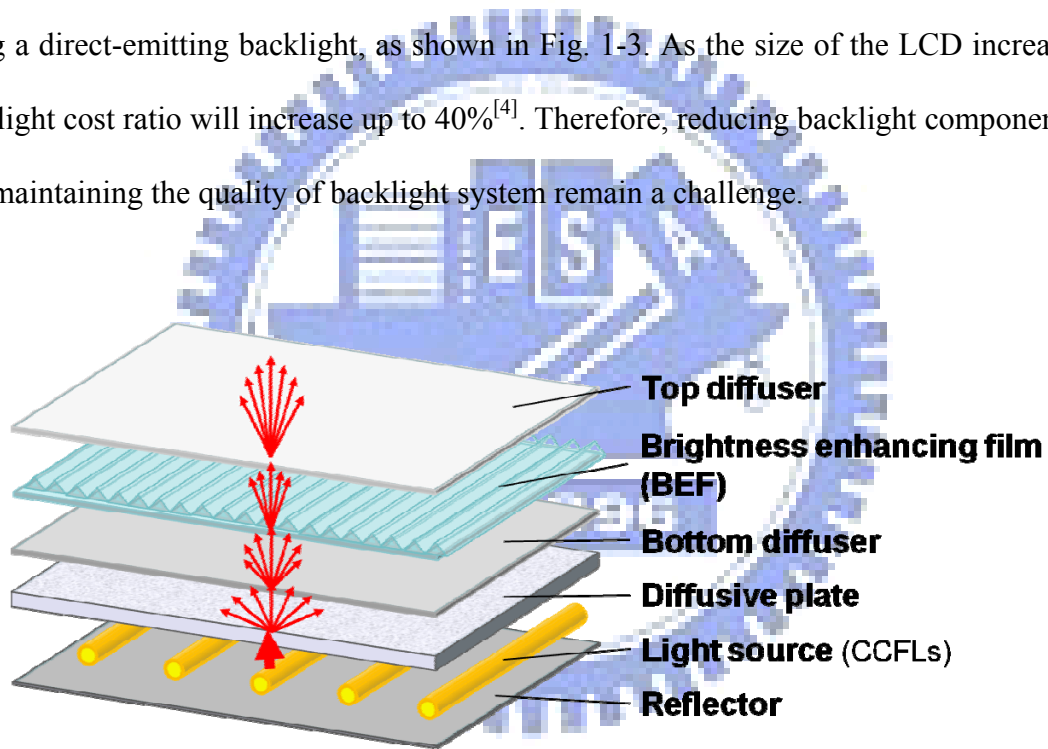 g a direct-emitting backlight, as shown in Fig. 1-3. As the size of the LCD increa
light cost ratio will increase up to 40%[4]. Therefore, reducing backlight componen
maintaining the quality of backlight system remain a challenge.
ES
A
Top diffuser
Brightness enhancing film
(BEF)
Bottom diffuser
Diffusive plate
Light source (CCFLs)
Reflector